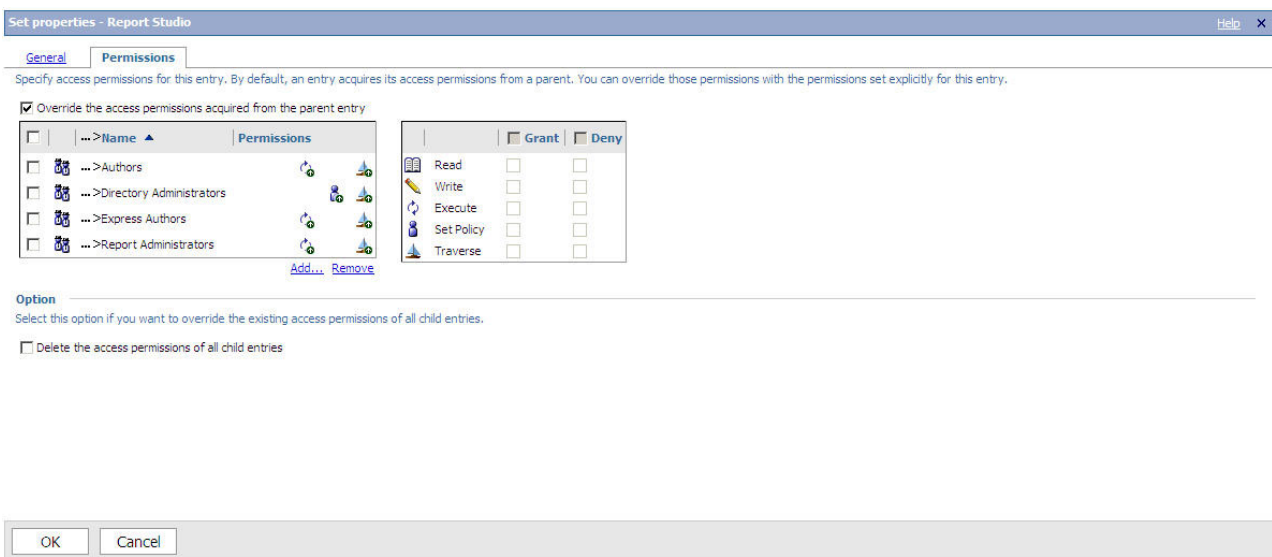 Set properties - Report Studio Help X
General Permissions
Specify access permissions for this entry. By default, an entry acquires its access permissions from a parent. You can override those permissions with the permissions set explicitly for this entry.
Override the access permissions acquired from the parent entry
...>Name Permissions Grant Deny
...>Authors Read
...>Directory Administrators Write
...>Express Authors Execute
...>Report Administrators Set Policy
Traverse
Add... Remove
Option
Select this option if you want to override the existing access permissions of all child entries.
Delete the access permissions of all child entries
OK Cancel